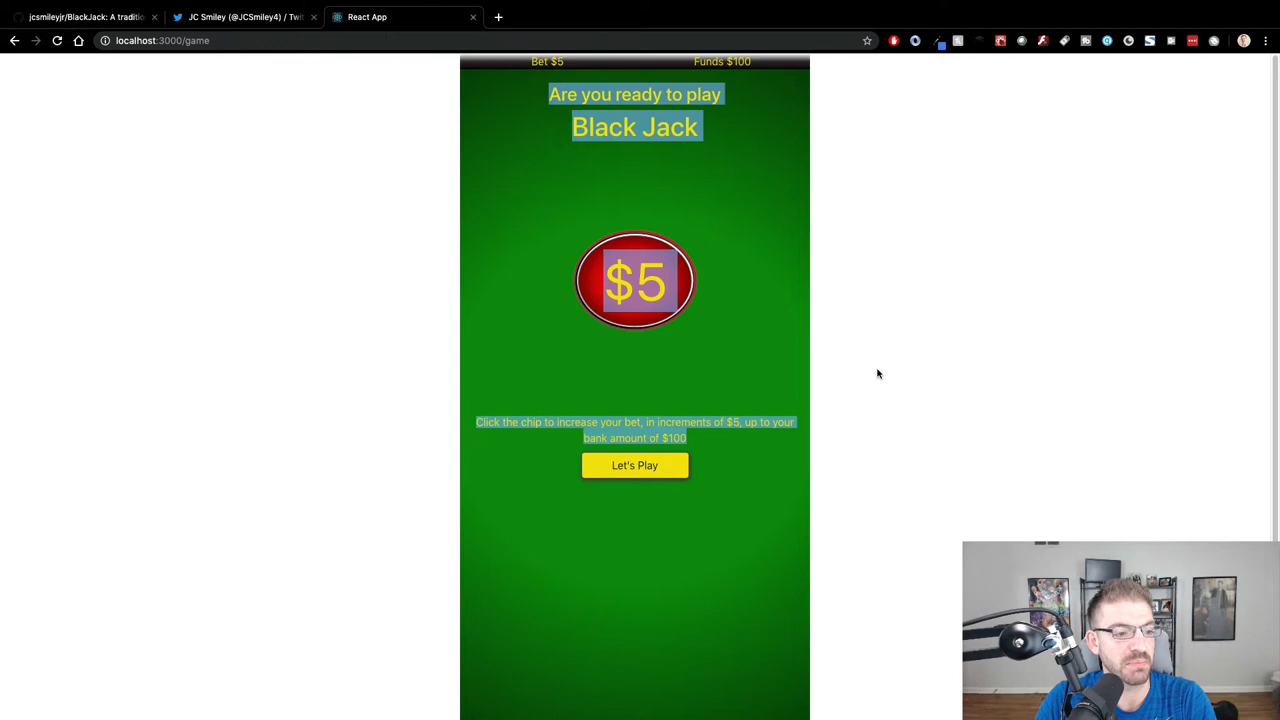 jcsmileyjr/BlackJack: A traditio
JC Smiley (@JCSmiley4) / Twit
React App
localhost:3000/game
Bet $5
Funds $100
Are you ready to play
Black Jack
$5
Click the chip to increase your bet, in increments of $5, up to your
bank amount of $100
Let's Play